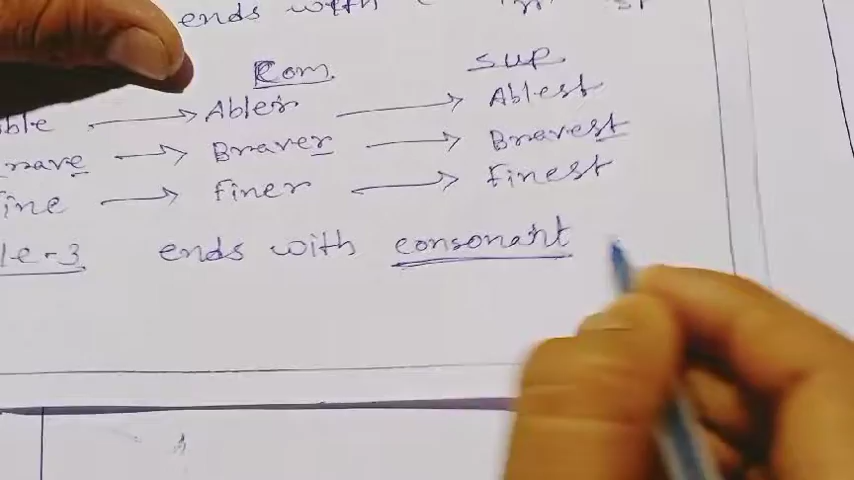 ends with
Com. sup
ble → Abler → Ablest
rave → Braver → Bravest
ine → Finer → Finest
le-3 ends with consonant